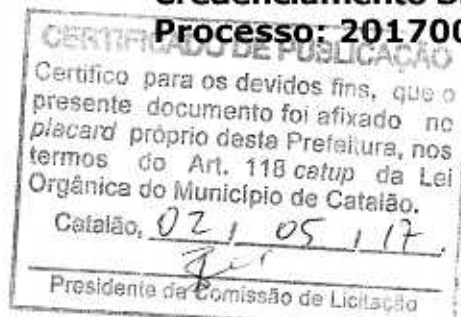 Credenciamento
Processo: 201700
CERTIFICADO DE PUBLICAÇÃO
Certifico para os devidos fins, que o
presente documento foi afixado no
placard próprio desta Prefeitura, nos
termos do Art. 118 catup da Lei
Orgânica do Município de Catalão.
Catalão, 02 / 05 / 17.
Presidente da Comissão de Licitação